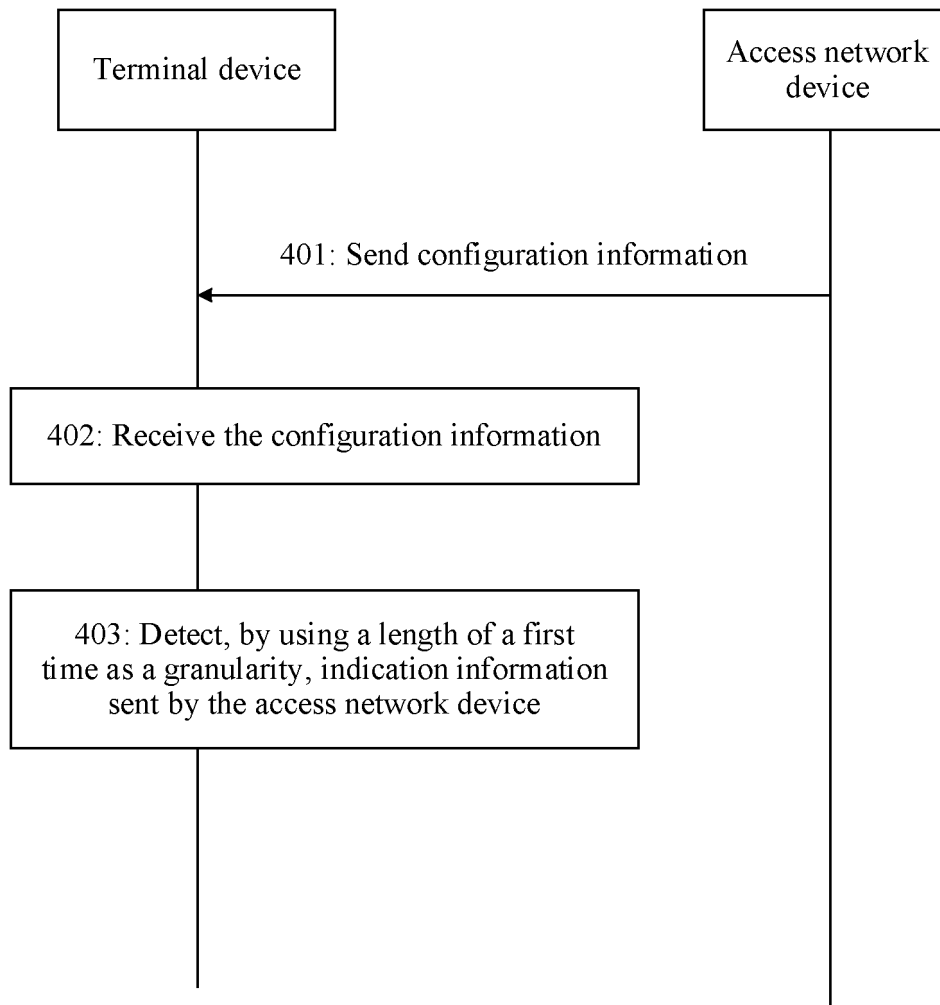 Terminal device
Access network
device
401: Send configuration information
402: Receive the configuration information
403: Detect, by using a length of a first
time as a granularity, indication information
sent by the access network device